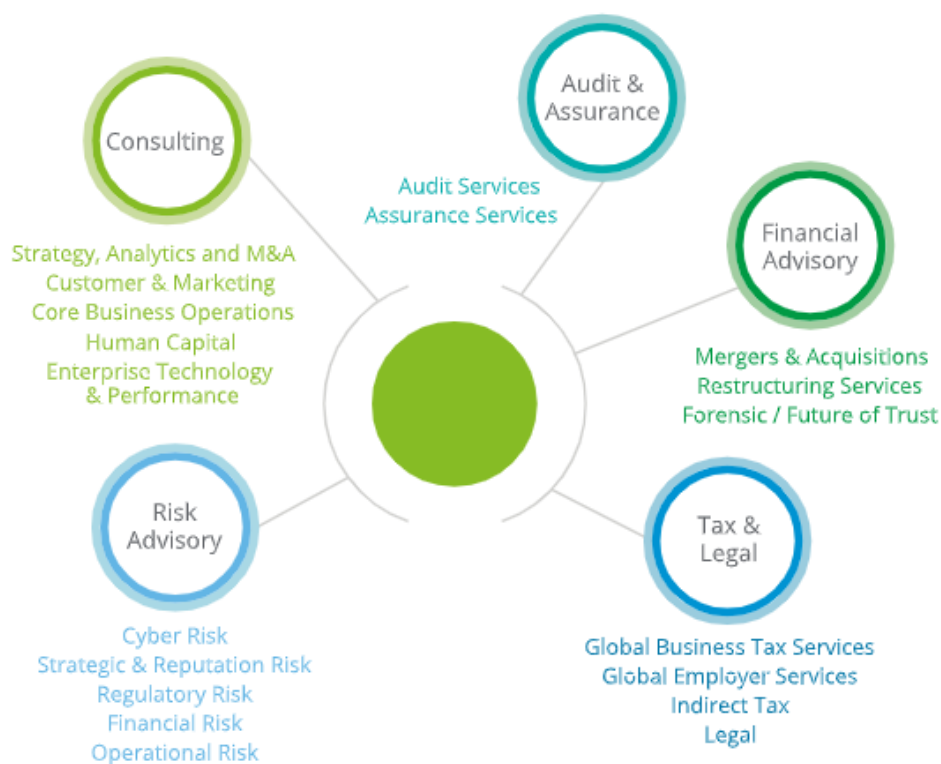 Consulting
Strategy, Analytics and M&A
Customer & Marketing
Core Business Operations
Human Capital
Enterprise Technology
& Performance
Audit &
Assurance
Audit Services
Assurance Services
Financial
Advisory
Mergers & Acquisitions
Restructuring Services
Forensic / Future of Trust
Risk
Advisory
Cyber Risk
Strategic & Reputation Risk
Regulatory Risk
Financial Risk
Operational Risk
Tax &
Legal
Global Business Tax Services
Global Employer Services
Indirect Tax
Legal